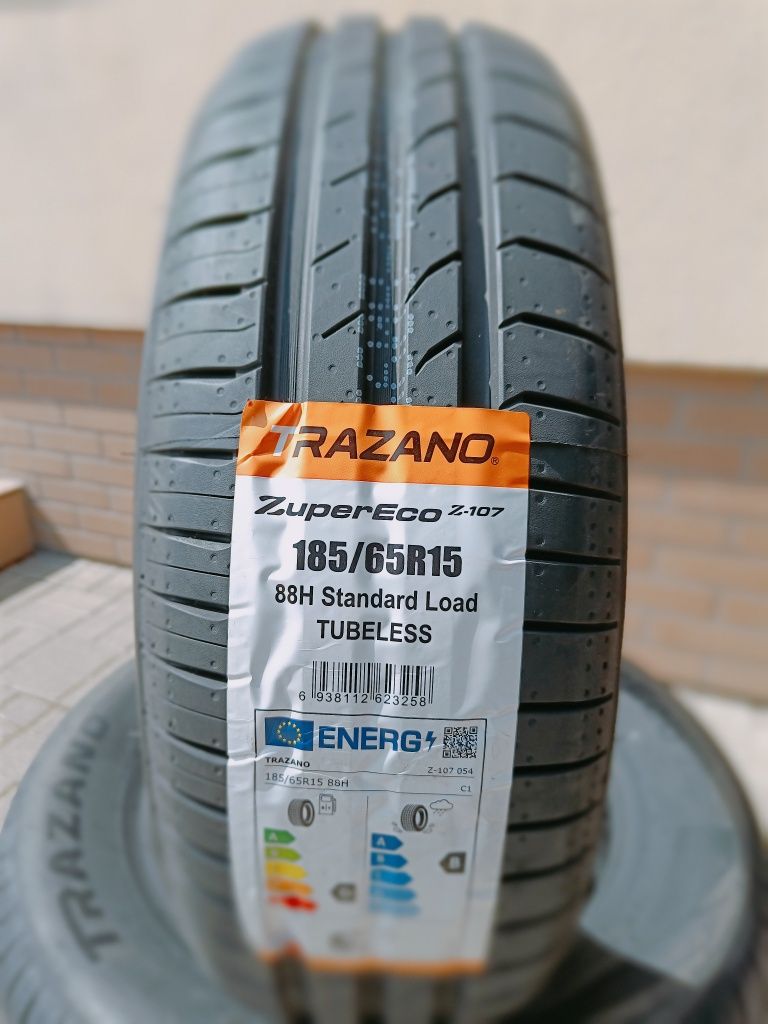 TRAZANO®
ZuperEco Z-107
185/65R15
88H Standard Load
TUBELESS
6 938112 623258
ENERG
TRAZANO Z-107 054
185/65R15 88H C1
A
A
B
B
TRAZANO